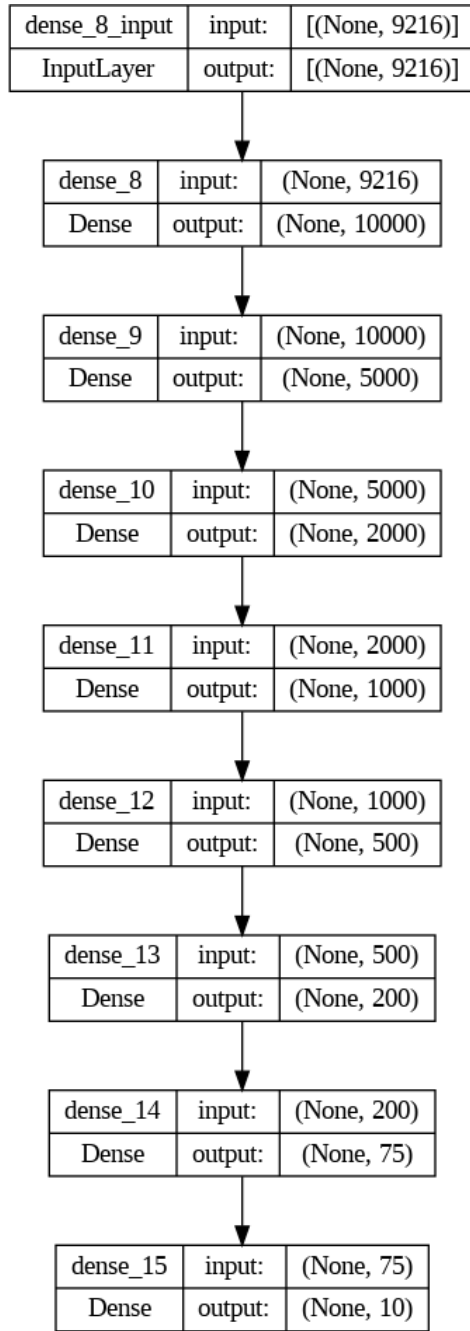 dense_8_input input: [(None, 9216)]
InputLayer output: [(None, 9216)]
dense_8 input: (None, 9216)
Dense output: (None, 10000)
dense_9 input: (None, 10000)
Dense output: (None, 5000)
dense_10 input: (None, 5000)
Dense output: (None, 2000)
dense_11 input: (None, 2000)
Dense output: (None, 1000)
dense_12 input: (None, 1000)
Dense output: (None, 500)
dense_13 input: (None, 500)
Dense output: (None, 200)
dense_14 input: (None, 200)
Dense output: (None, 75)
dense_15 input: (None, 75)
Dense output: (None, 10)